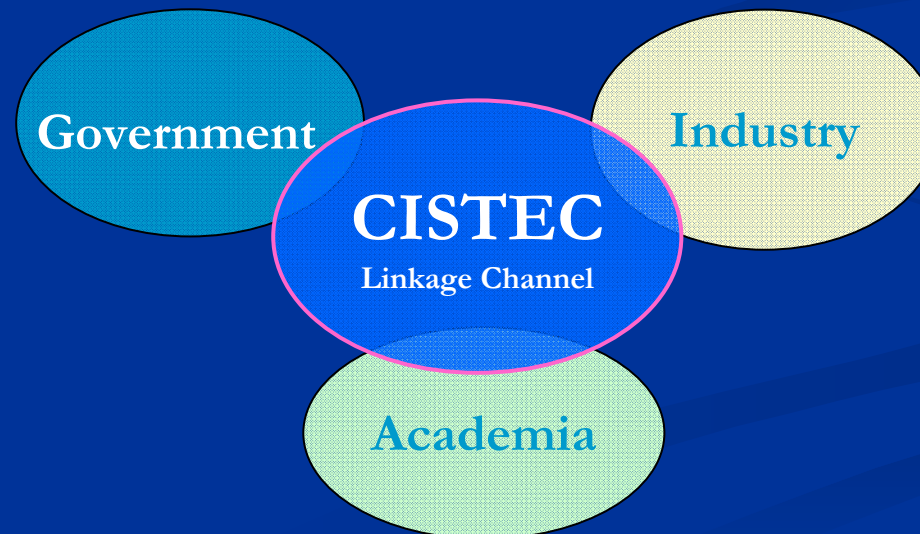 Government
Industry
CISTEC
Linkage Channel
Academia